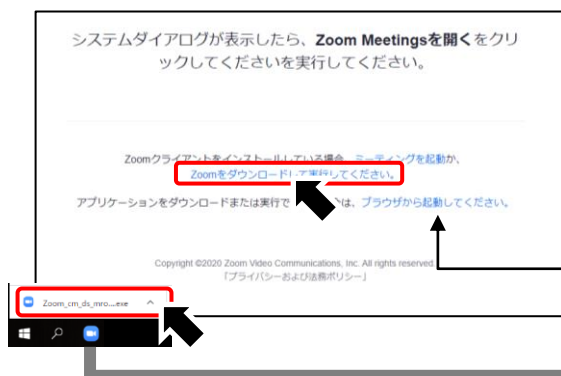 システムダイアログが表示したら、Zoom Meetingsを開くをクリ
ックしてくださいを実行してください。
Zoomクライアントをインストールしている場合、ミーティングを起動か、
Zoomをダウンロードして実行してください。
アプリケーションをダウンロードまたは実行で は、ブラウザから起動してください。
Copyright ©2020 Zoom Video Communications, Inc. All rights reserved.
「プライバシーおよび法務ポリシー」
Zoom_cm_ds_mro....exe